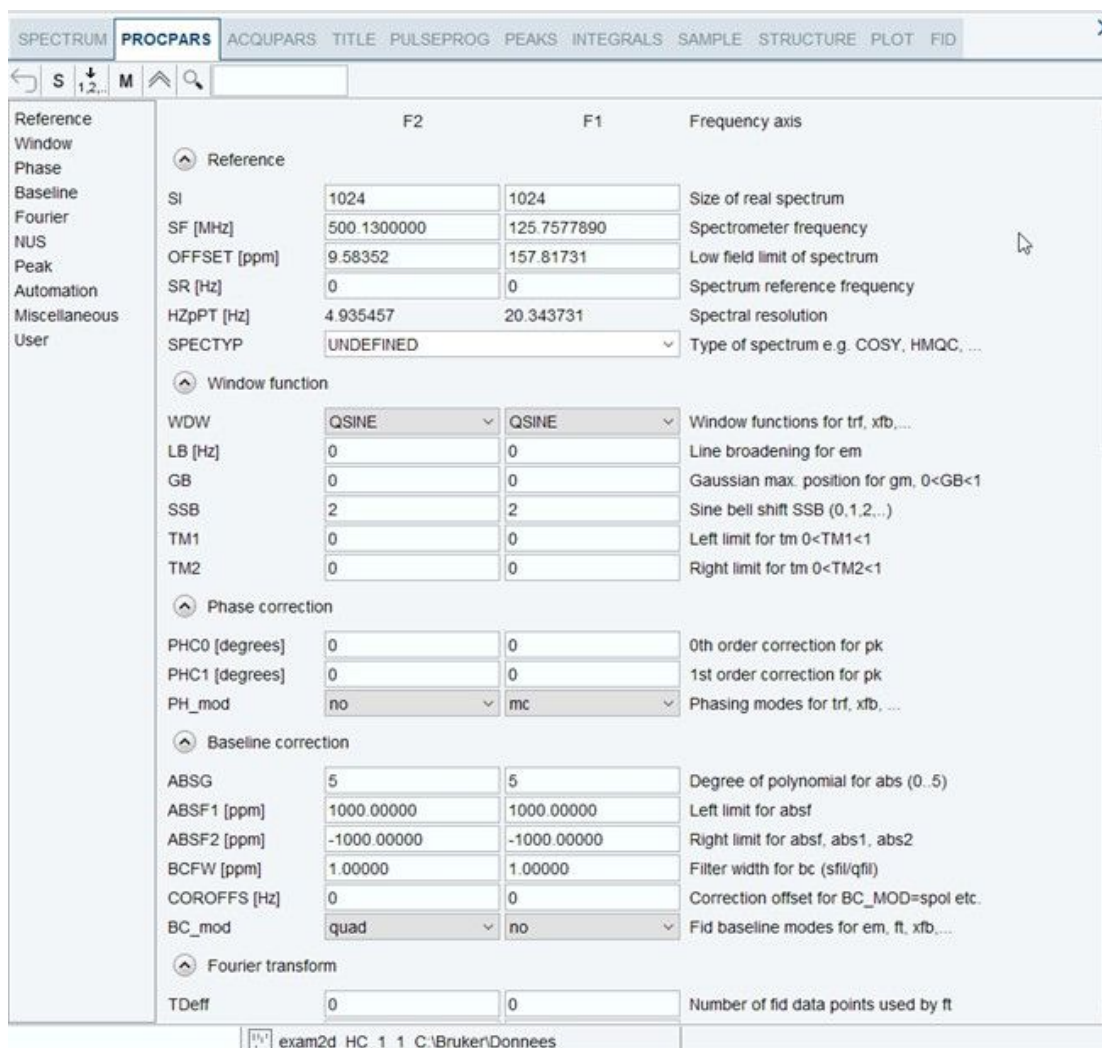 SPECTRUM PROCPARS ACQUPARS TITLE PULSEPROG PEAKS INTEGRALS SAMPLE STRUCTURE PLOT FID
S 1,2,.. M
Reference
Window
Phase
Baseline
Fourier
NUS
Peak
Automation
Miscellaneous
User
F2 F1 Frequency axis
Reference
SI 1024 1024 Size of real spectrum
SF [MHz] 500.1300000 125.7577890 Spectrometer frequency
OFFSET [ppm] 9.58352 157.81731 Low field limit of spectrum
SR [Hz] 0 0 Spectrum reference frequency
HZpPT [Hz] 4.935457 20.343731 Spectral resolution
SPECTYP UNDEFINED Type of spectrum e.g. COSY, HMQC, ...
Window function
WDW QSINE QSINE Window functions for trf, xfb,...
LB [Hz] 0 0 Line broadening for em
GB 0 0 Gaussian max. position for gm, 0<GB<1
SSB 2 2 Sine bell shift SSB (0,1,2,..)
TM1 0 0 Left limit for tm 0<TM1<1
TM2 0 0 Right limit for tm 0<TM2<1
Phase correction
PHC0 [degrees] 0 0 0th order correction for pk
PHC1 [degrees] 0 0 1st order correction for pk
PH_mod no mc Phasing modes for trf, xfb, ...
Baseline correction
ABSG 5 5 Degree of polynomial for abs (0..5)
ABSF1 [ppm] 1000.00000 1000.00000 Left limit for absf
ABSF2 [ppm] -1000.00000 -1000.00000 Right limit for absf, abs1, abs2
BCFW [ppm] 1.00000 1.00000 Filter width for bc (sfil/qfil)
COROFFS [Hz] 0 0 Correction offset for BC_MOD=spol etc.
BC_mod quad no Fid baseline modes for em, ft, xfb,...
Fourier transform
TDeff 0 0 Number of fid data points used by ft
exam2d_HC 1 1 C:\Bruker\Donnees